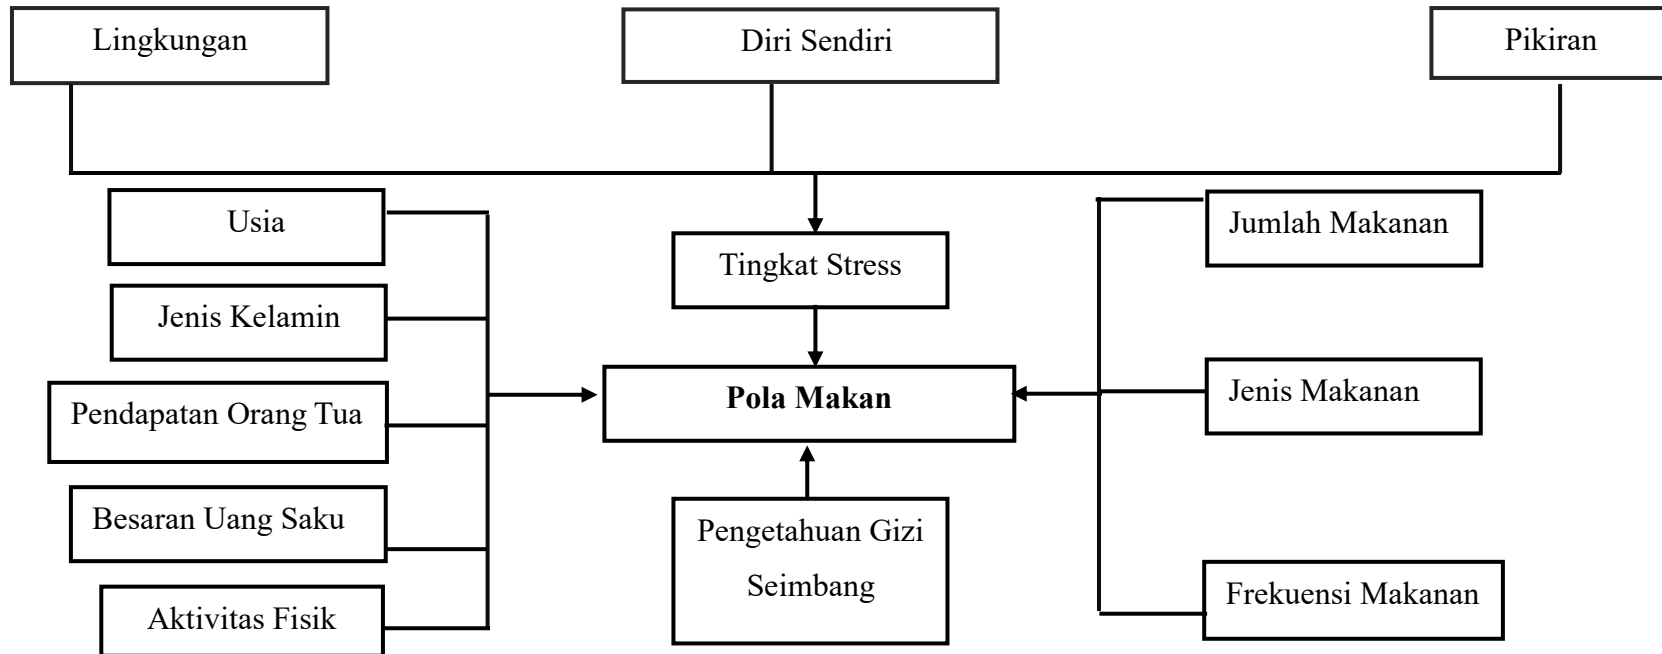 Lingkungan
Diri Sendiri
Pikiran
Usia
Jenis Kelamin
Pendapatan Orang Tua
Besaran Uang Saku
Aktivitas Fisik
Tingkat Stress
Pola Makan
Pengetahuan Gizi
Seimbang
Jumlah Makanan
Jenis Makanan
Frekuensi Makanan